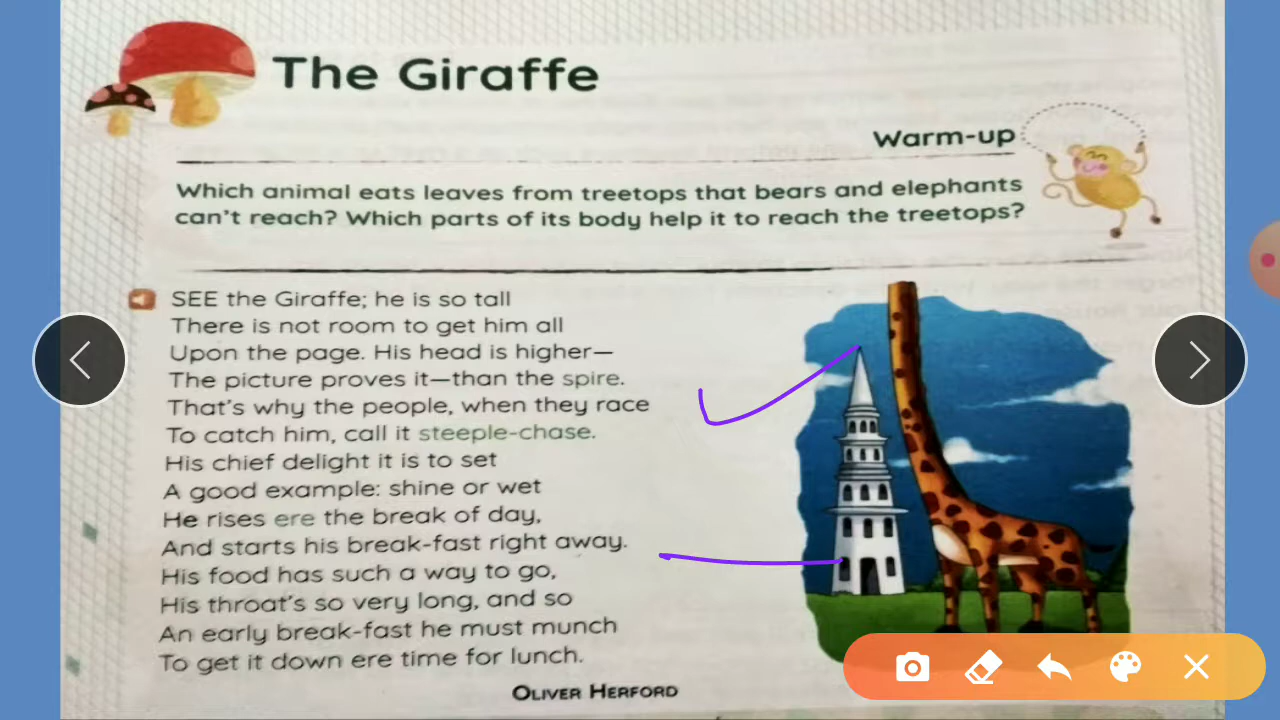 The Giraffe
Warm-up
Which animal eats leaves from treetops that bears and elephants
can't reach? Which parts of its body help it to reach the treetops?
SEE the Giraffe; he is so tall
There is not room to get him all
Upon the page. His head is higher—
The picture proves it—than the spire.
That's why the people, when they race
To catch him, call it steeple-chase.
His chief delight it is to set
A good example: shine or wet
He rises ere the break of day,
And starts his break-fast right away.
His food has such a way to go,
His throat's so very long, and so
An early break-fast he must munch
To get it down ere time for lunch.
OLIVER HERFORD